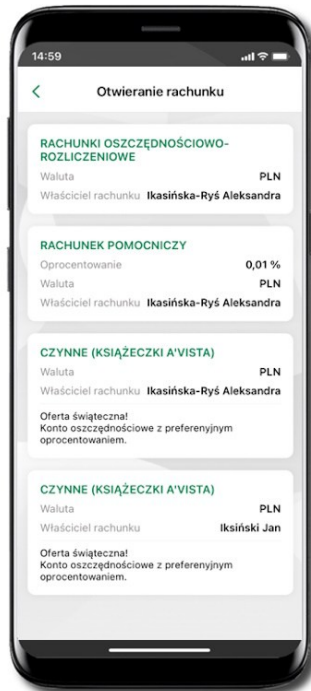 14:59
Otwieranie rachunku
RACHUNKI OSZCZĘDNOŚCIOWO-
ROZLICZENIOWE
Waluta PLN
Właściciel rachunku Ikasińska-Ryś Aleksandra
RACHUNEK POMOCNICZY
Oprocentowanie 0,01 %
Waluta PLN
Właściciel rachunku Ikasińska-Ryś Aleksandra
CZYNNE (KSIĄŻECZKI A'VISTA)
Waluta PLN
Właściciel rachunku Ikasińska-Ryś Aleksandra
Oferta świąteczna!
Konto oszczędnościowe z preferenyjnym
oprocentowaniem.
CZYNNE (KSIĄŻECZKI A'VISTA)
Waluta PLN
Właściciel rachunku Iksiński Jan
Oferta świąteczna!
Konto oszczędnościowe z preferenyjnym
oprocentowaniem.